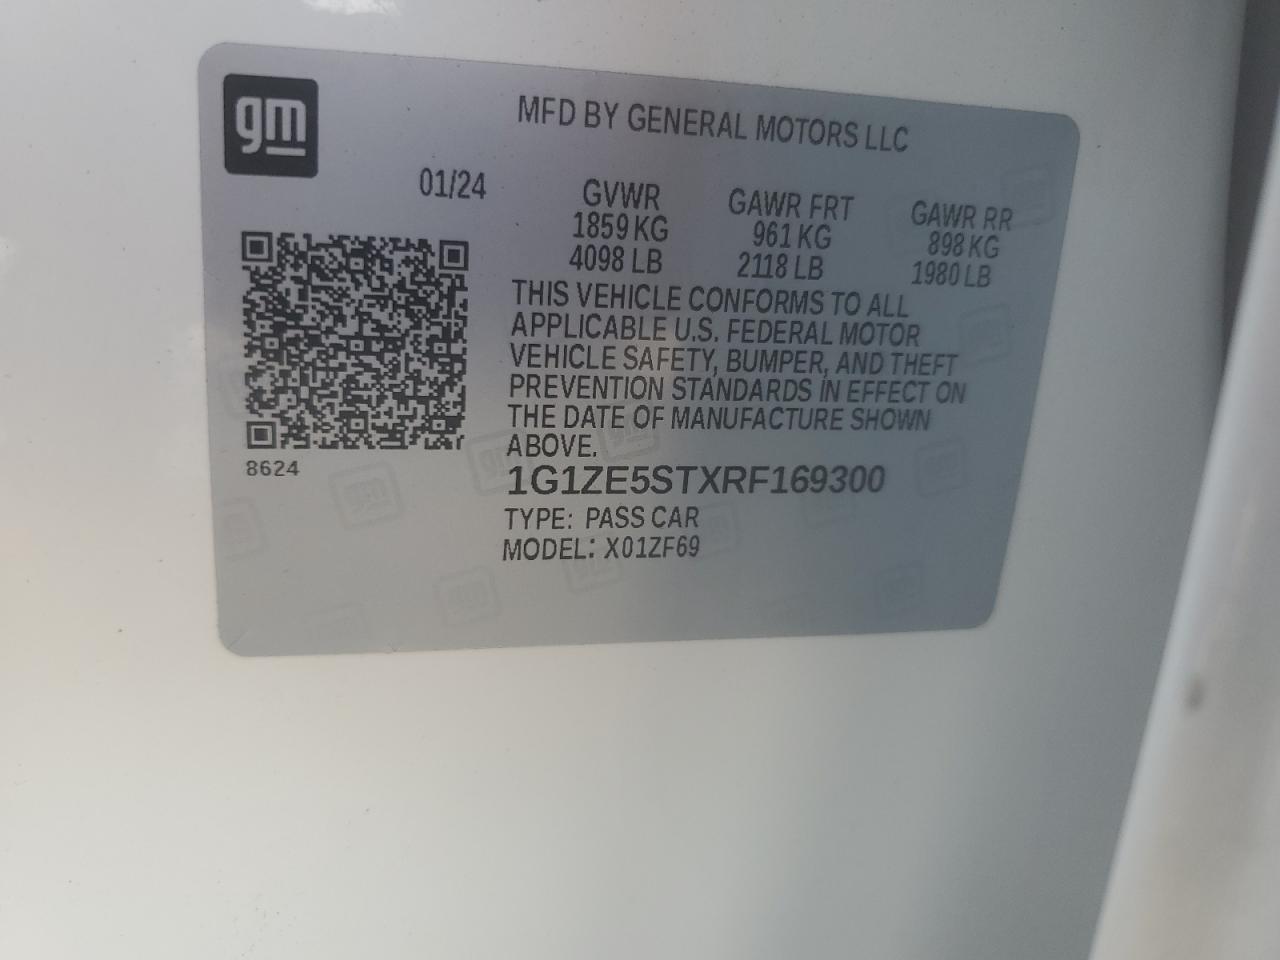 gm
MFD BY GENERAL MOTORS LLC
01/24
GVWR
1859 KG
4098 LB
GAWR FRT
961 KG
2118 LB
GAWR RR
898 KG
1980 LB
THIS VEHICLE CONFORMS TO ALL
APPLICABLE U.S. FEDERAL MOTOR
VEHICLE SAFETY, BUMPER, AND THEFT
PREVENTION STANDARDS IN EFFECT ON
THE DATE OF MANUFACTURE SHOWN
ABOVE.
1G1ZE5STXRF169300
TYPE: PASS CAR
MODEL: X01ZF69
8624